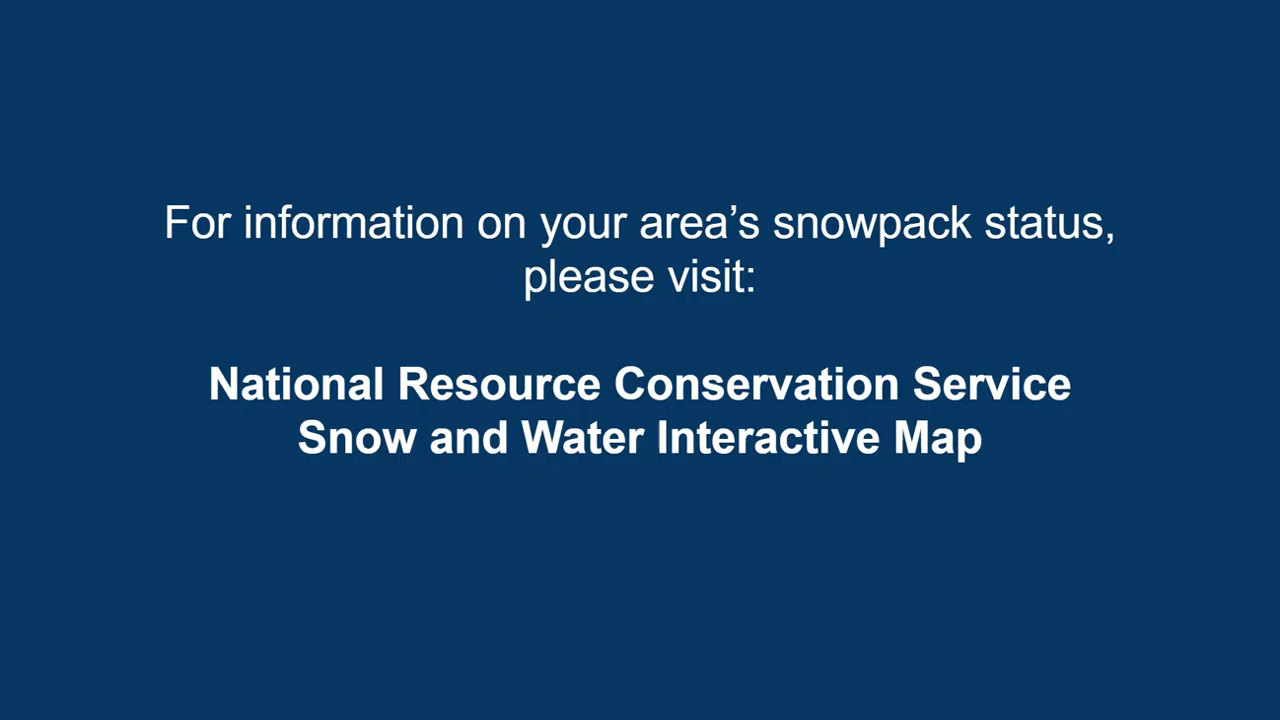 For information on your area’s snowpack status,
please visit:
National Resource Conservation Service
Snow and Water Interactive Map